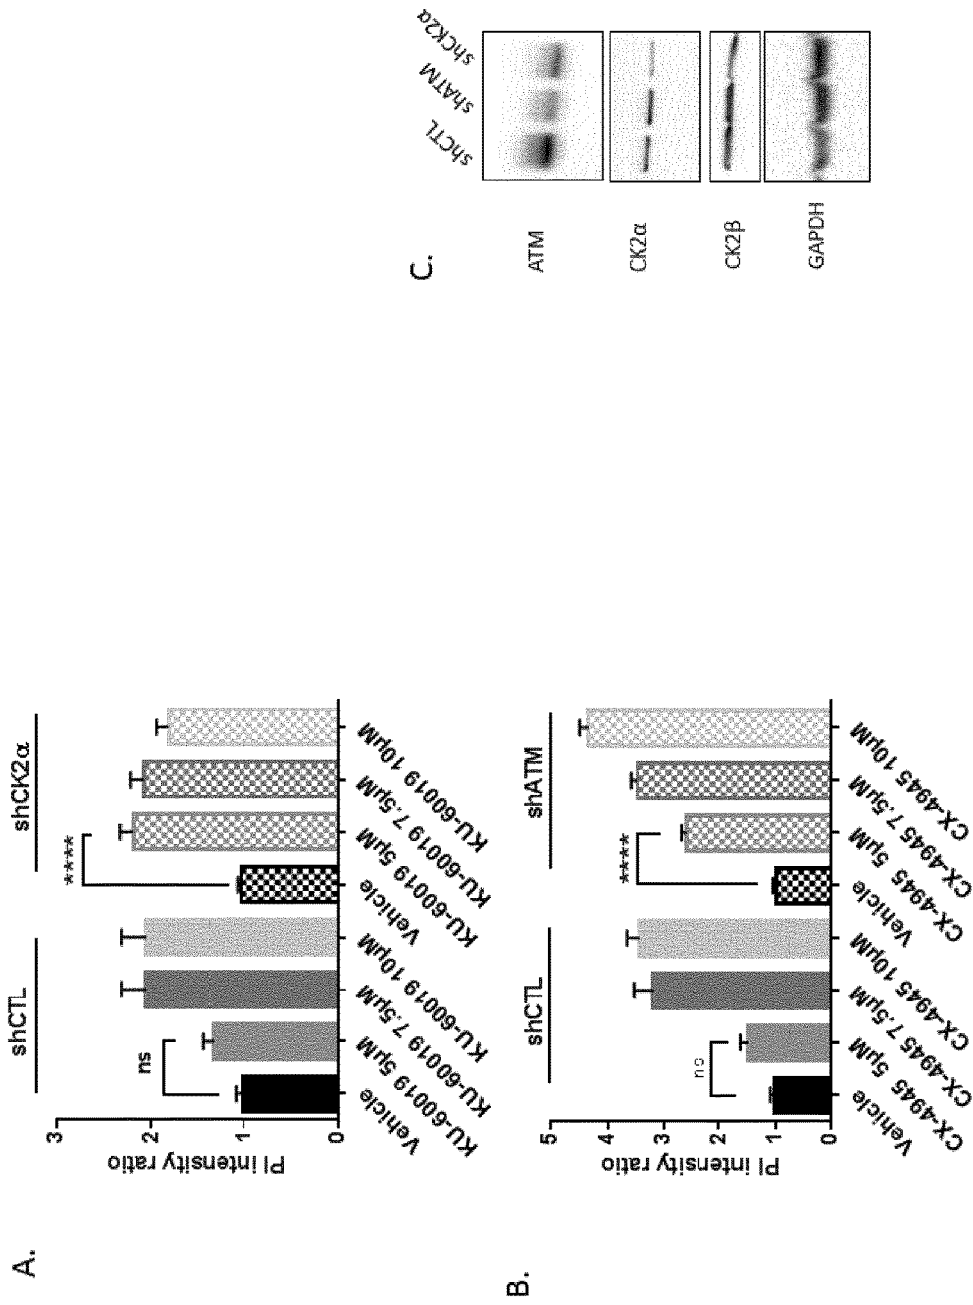 A.
shCTL
shCK2α
ns
****
PI intensity ratio
3
2
1
0
Vehicle
KU-60019 5µM
KU-60019 7.5µM
KU-60019 10µM
Vehicle
KU-60019 5µM
KU-60019 7.5µM
KU-60019 10µM
B.
shCTL
shATM
****
PI intensity ratio
5
4
3
2
1
0
Vehicle
CX-4945 5µM
CX-4945 7.5µM
CX-4945 10µM
Vehicle
CX-4945 5µM
CX-4945 7.5µM
CX-4945 10µM
C.
shCTL
shATM
shCK2α
ATM
CK2α
CK2β
GAPDH